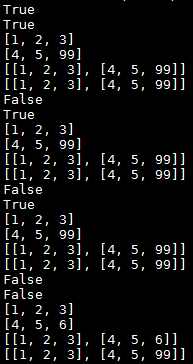 True
True
[1, 2, 3]
[4, 5, 99]
[[1, 2, 3], [4, 5, 99]]
[[1, 2, 3], [4, 5, 99]]
False
True
[1, 2, 3]
[4, 5, 99]
[[1, 2, 3], [4, 5, 99]]
[[1, 2, 3], [4, 5, 99]]
False
True
[1, 2, 3]
[4, 5, 99]
[[1, 2, 3], [4, 5, 99]]
[[1, 2, 3], [4, 5, 99]]
False
False
[1, 2, 3]
[4, 5, 6]
[[1, 2, 3], [4, 5, 6]]
[[1, 2, 3], [4, 5, 99]]